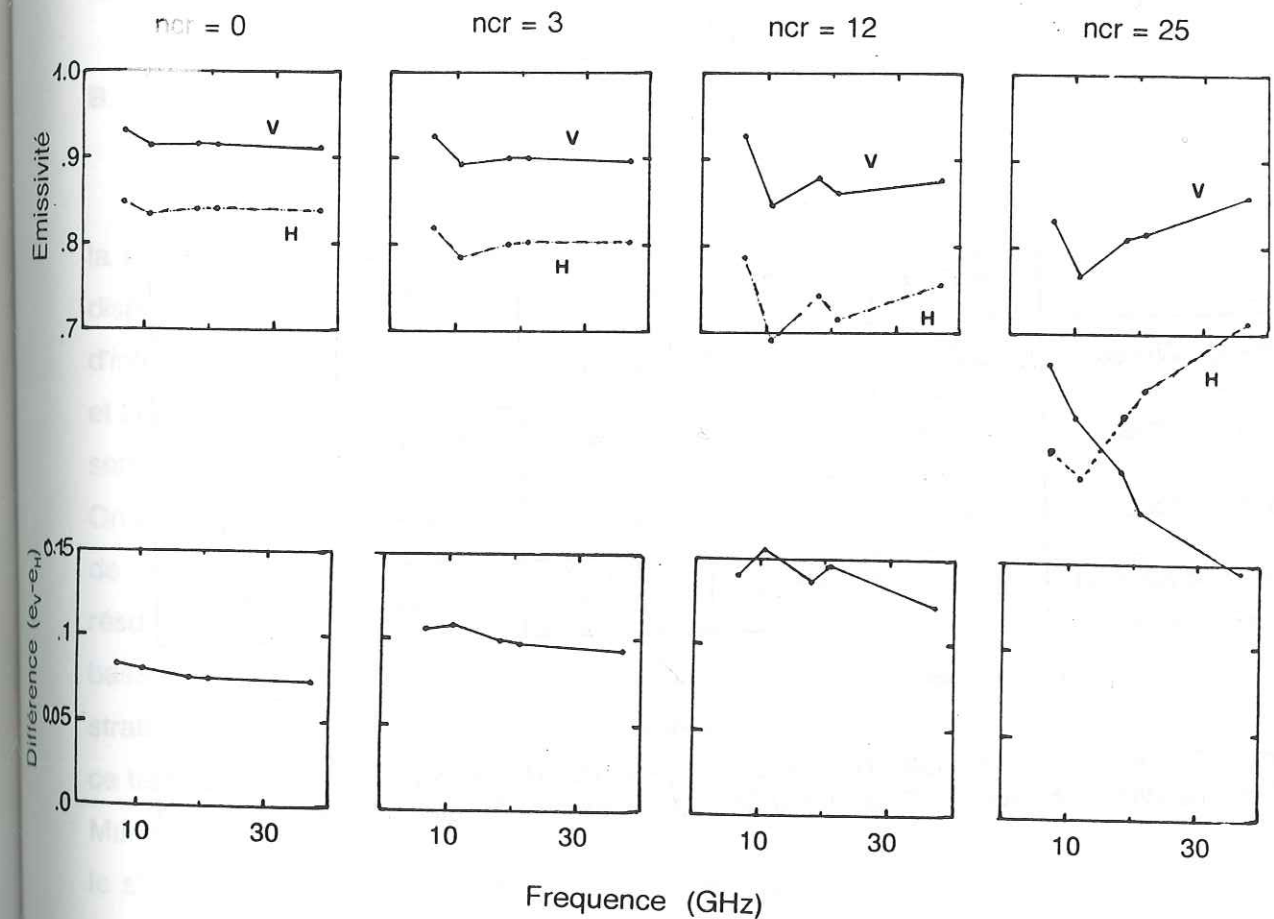 ncr = 0
ncr = 3
ncr = 12
ncr = 25
Emissivité
1.0
.9
.8
.7
V
H
V
H
V
H
V
H
Différence (eV-eH)
0.15
.1
0.05
.0
10 30
10 30
10 30
10 30
Frequence (GHz)